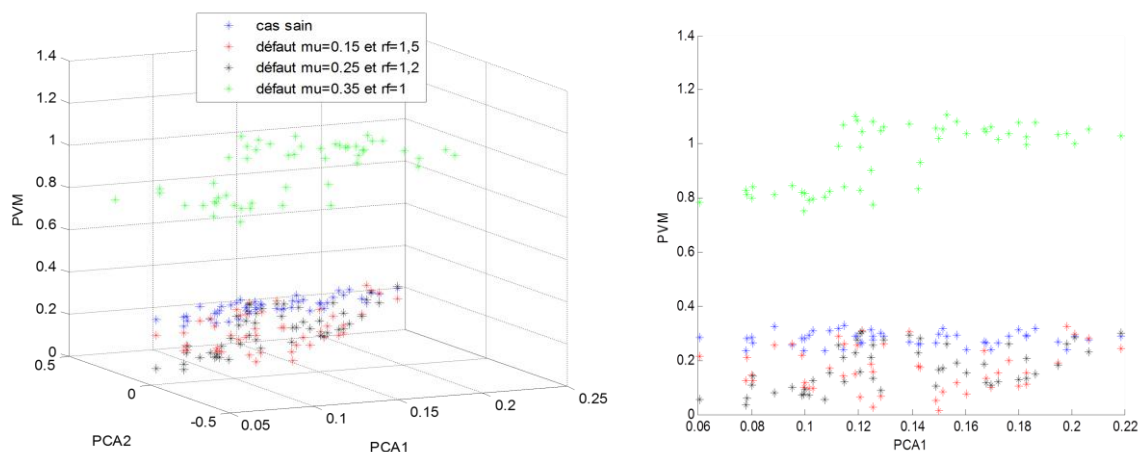 cas sain
défaut mu=0.15 et rf=1,5
défaut mu=0.25 et rf=1,2
défaut mu=0.35 et rf=1
1.4
1.2
1
0.8
0.6
0.4
0.2
0
PVM
0.5
0
-0.5
PCA2
0.05
0.1
0.15
0.2
0.25
PCA1
1.4
1.2
1
0.8
0.6
0.4
0.2
0
PVM
0.06 0.08 0.1 0.12 0.14 0.16 0.18 0.2 0.22
PCA1